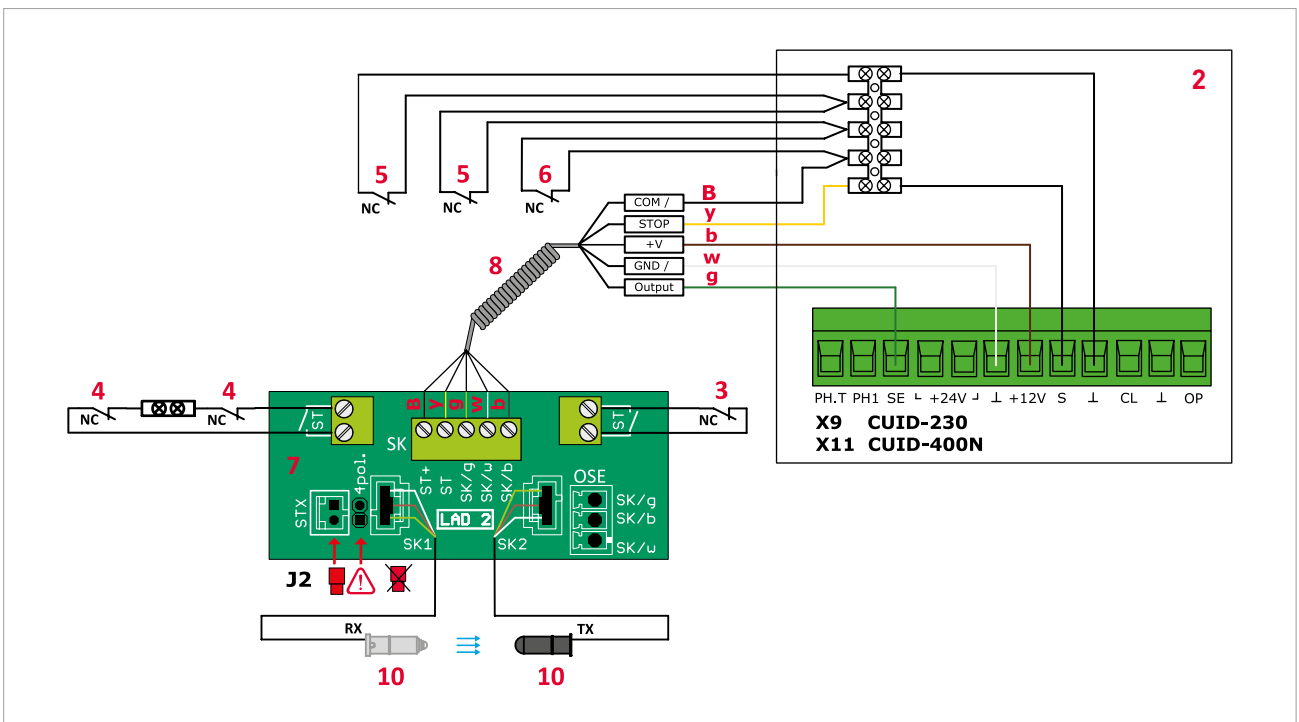 2
5
5
6
NC
NC
NC
COM /
B
STOP
y
+V
b
GND /
w
Output
g
8
PH.T PH1 SE ⌞ +24V ⌟ ⊥ +12V S ⊥ CL ⊥ OP
X9 CUID-230
X11 CUID-400N
4
4
NC
NC
3
NC
B y g w b
ST
ST
SK
7
4pol.
ST+
ST
SK/g
SK/w
SK/b
OSE
SK/g
SK/b
SK/w
STX
LAD 2
SK1
SK2
J2
!
RX
TX
10
10